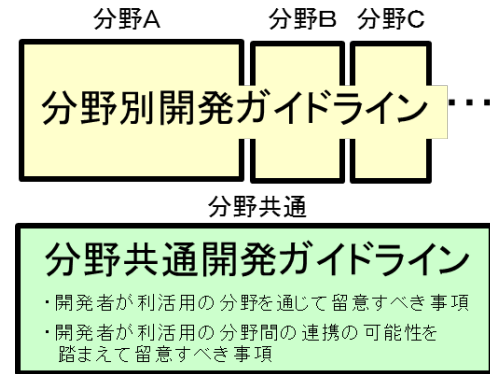 分野A 分野B 分野C
分野別開発ガイドライン ・・・
分野共通
分野共通開発ガイドライン
・開発者が利活用の分野を通じて留意すべき事項
・開発者が利活用の分野間の連携の可能性を
踏まえて留意すべき事項